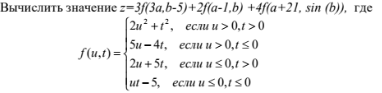 Вычислить значение z=3f(3a,b-5)+2f(a-1,b) +4f(a+21, sin (b)), где
f(u,t)=
2u² + t², если u > 0,t > 0
5u − 4t, если u > 0,t ≤ 0
2u + 5t, если u ≤ 0,t > 0
ut − 5, если u ≤ 0,t ≤ 0